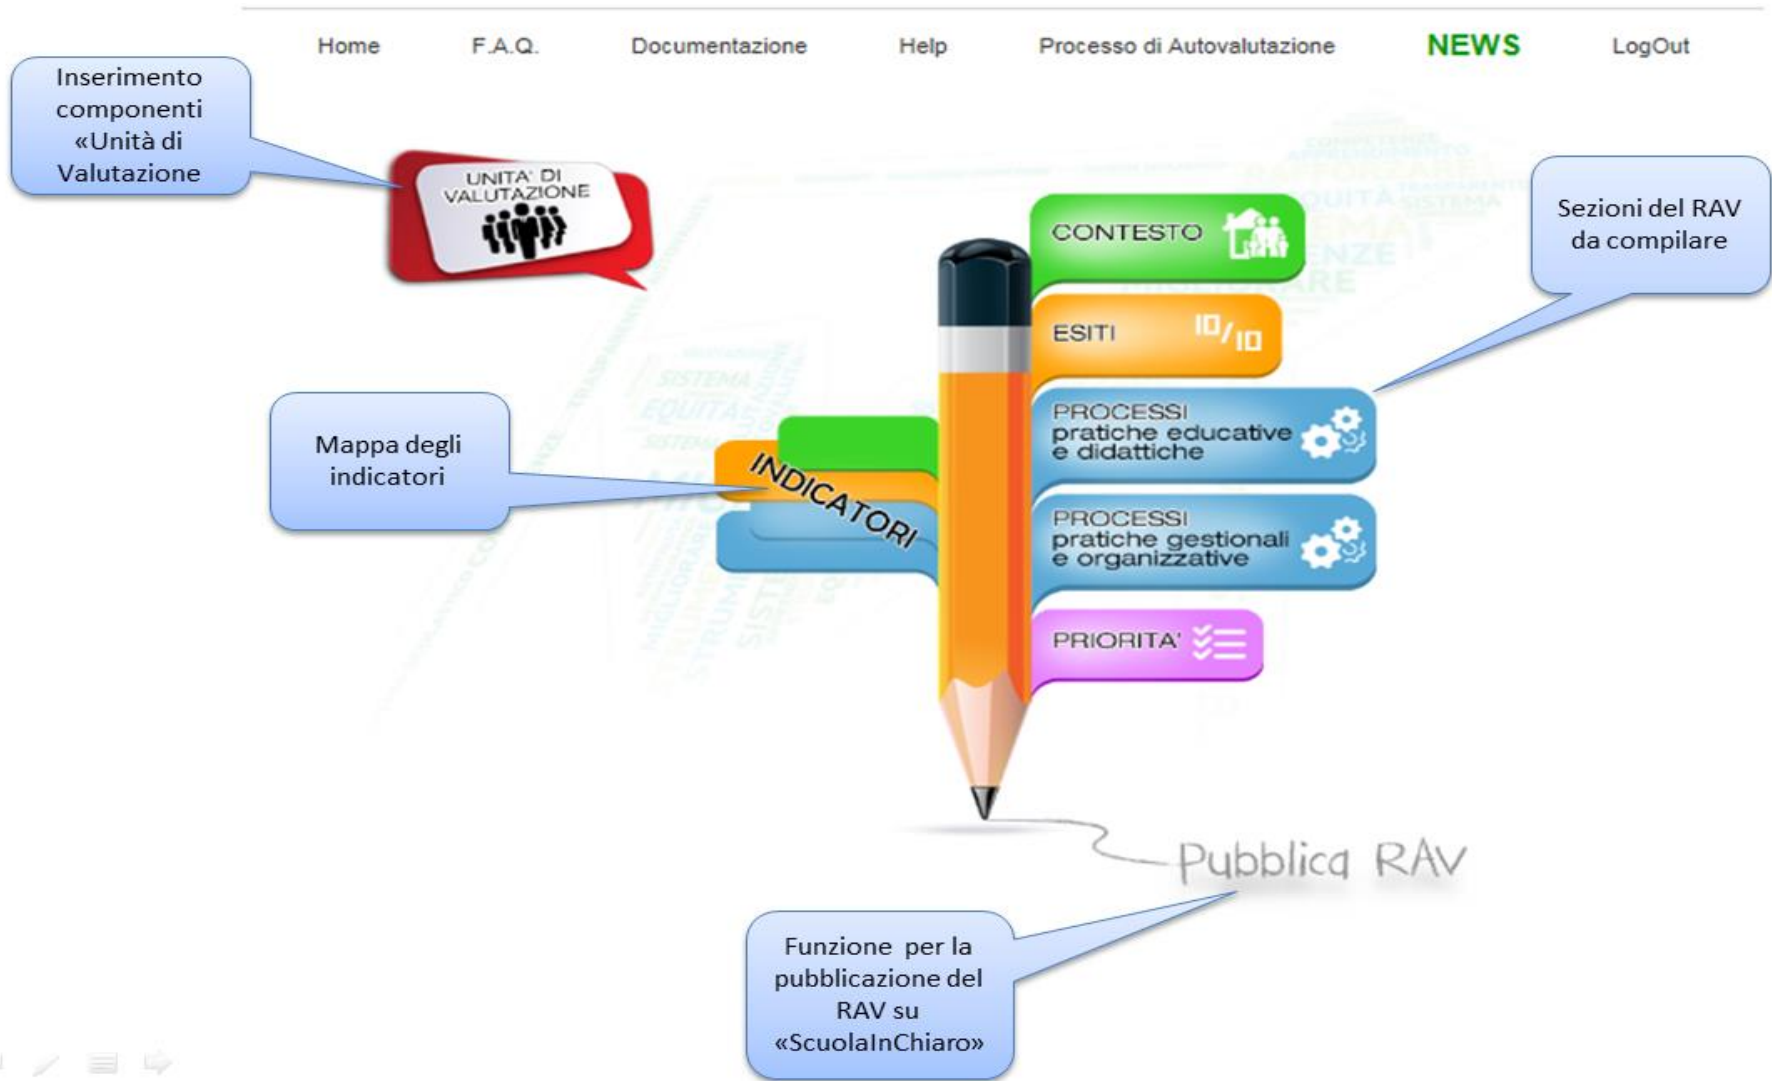 Home F.A.Q. Documentazione Help Processo di Autovalutazione NEWS LogOut
Inserimento
componenti
«Unità di
Valutazione
UNITA' DI
VALUTAZIONE
Sezioni del RAV
da compilare
CONTESTO
ESITI 10/10
PROCESSI
pratiche educative
e didattiche
PROCESSI
pratiche gestionali
e organizzative
PRIORITA'
Mappa degli
indicatori
INDICATORI
Pubblica RAV
Funzione per la
pubblicazione del
RAV su
«ScuolaInChiaro»
SISTEMA
EQUITÀ